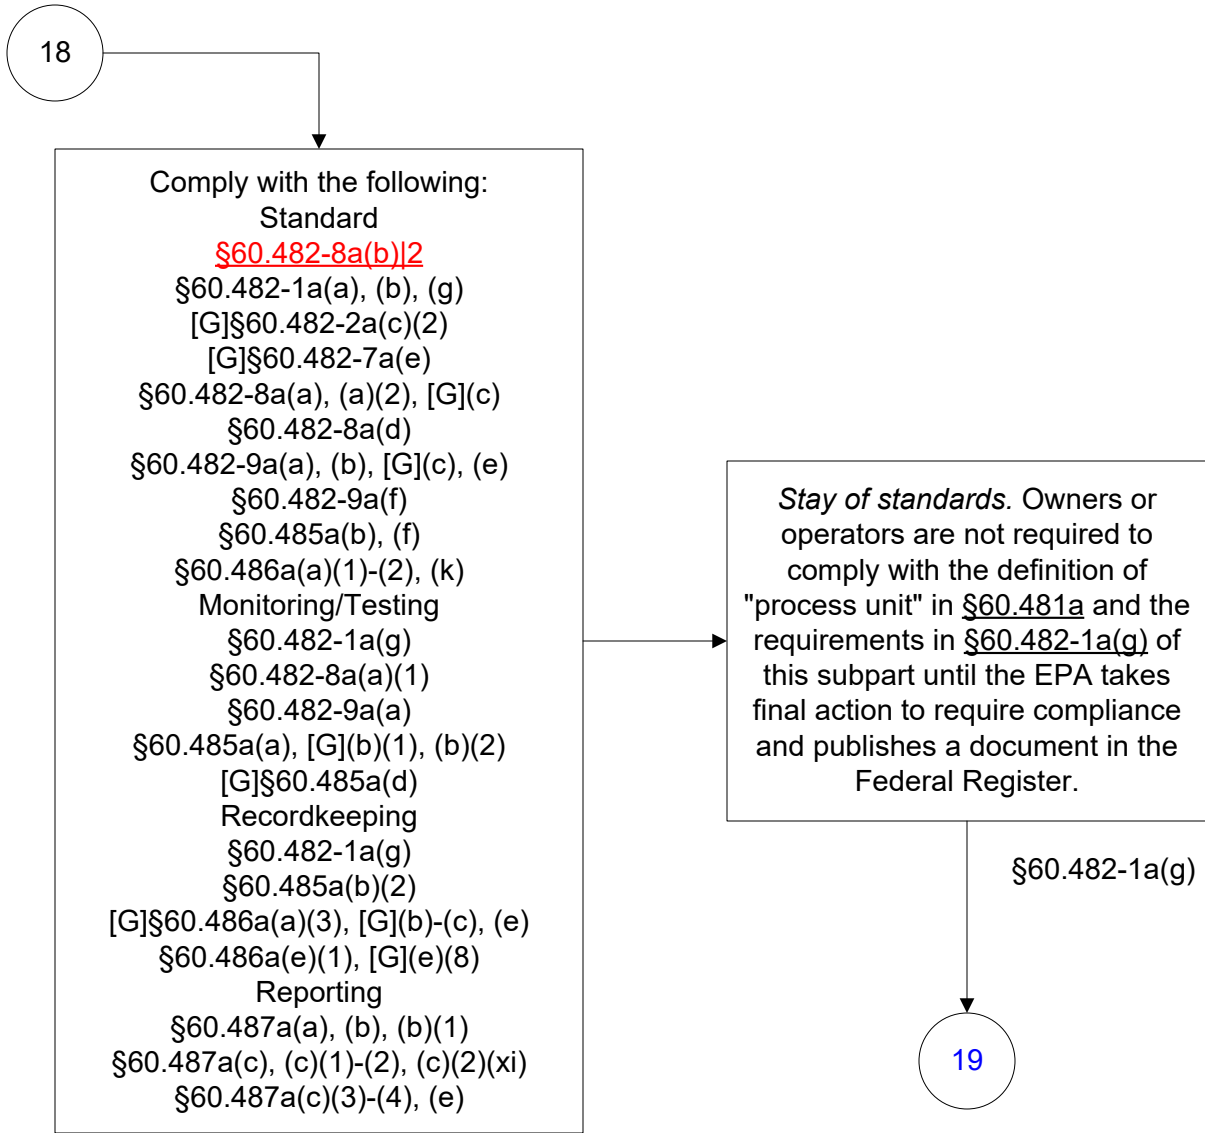 18
Comply with the following:
Standard
§60.482-8a(b)|2
§60.482-1a(a), (b), (g)
[G]§60.482-2a(c)(2)
[G]§60.482-7a(e)
§60.482-8a(a), (a)(2), [G](c)
§60.482-8a(d)
§60.482-9a(a), (b), [G](c), (e)
§60.482-9a(f)
§60.485a(b), (f)
§60.486a(a)(1)-(2), (k)
Monitoring/Testing
§60.482-1a(g)
§60.482-8a(a)(1)
§60.482-9a(a)
§60.485a(a), [G](b)(1), (b)(2)
[G]§60.485a(d)
Recordkeeping
§60.482-1a(g)
§60.485a(b)(2)
[G]§60.486a(a)(3), [G](b)-(c), (e)
§60.486a(e)(1), [G](e)(8)
Reporting
§60.487a(a), (b), (b)(1)
§60.487a(c), (c)(1)-(2), (c)(2)(xi)
§60.487a(c)(3)-(4), (e)
Stay of standards. Owners or
operators are not required to
comply with the definition of
"process unit" in §60.481a and the
requirements in §60.482-1a(g) of
this subpart until the EPA takes
final action to require compliance
and publishes a document in the
Federal Register.
§60.482-1a(g)
19